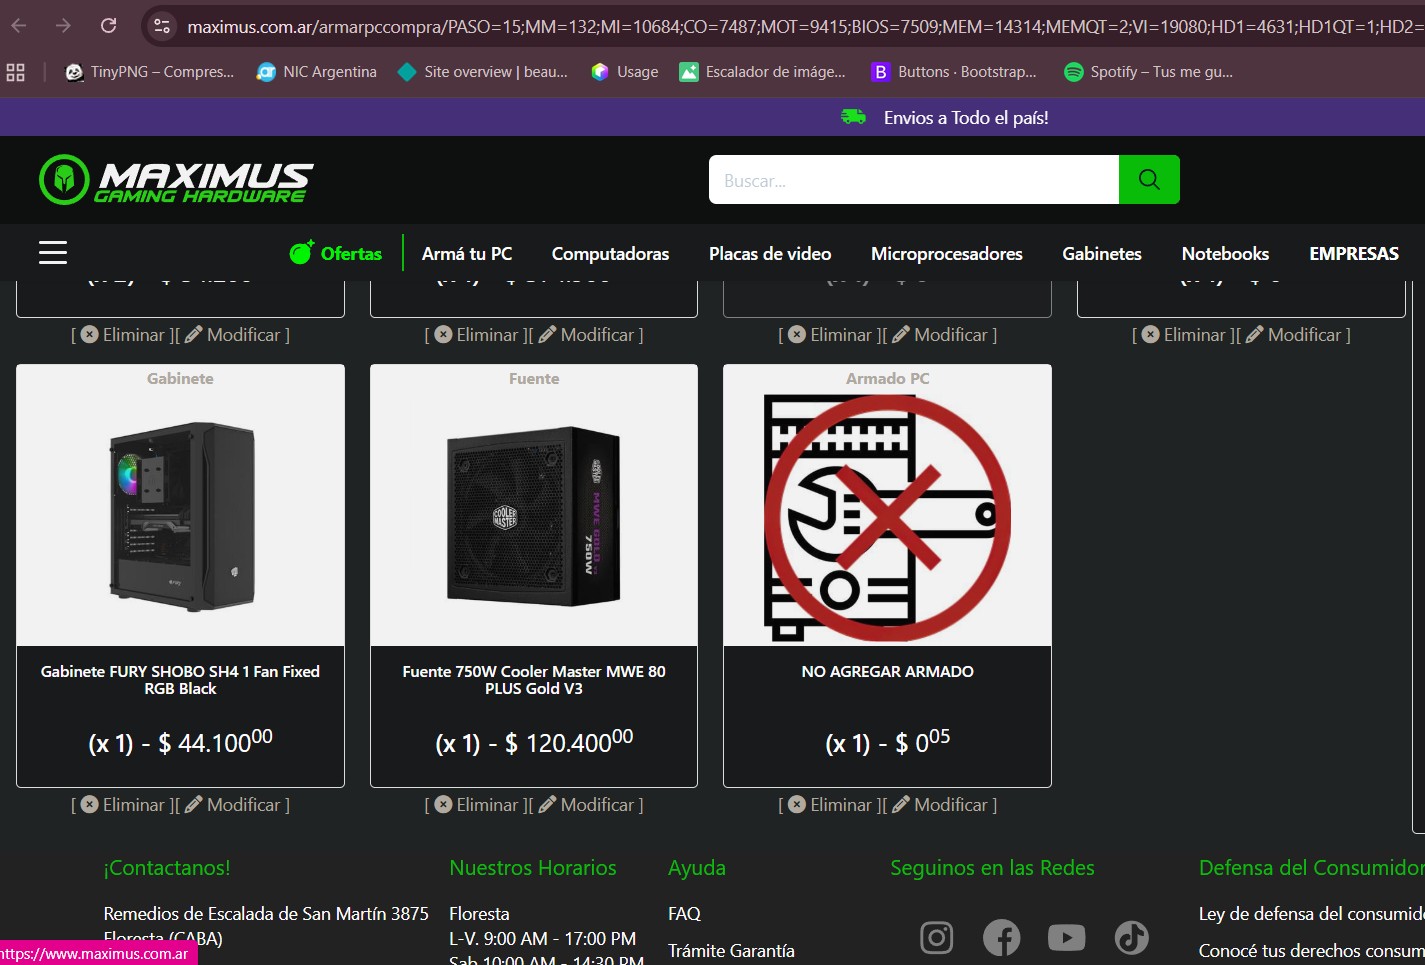 maximus.com.ar/armarpccompra/PASO=15;MM=132;MI=10684;CO=7487;MOT=9415;BIOS=7509;MEM=14314;MEMQT=2;VI=19080;HD1=4631;HD1QT=1;HD2=
TinyPNG – Compres... NIC Argentina Site overview | beau... Usage Escalador de imáge... B Buttons · Bootstrap... Spotify – Tus me gu...
Envios a Todo el país!
MAXIMUS
GAMING HARDWARE
Buscar...
Ofertas Armá tu PC Computadoras Placas de video Microprocesadores Gabinetes Notebooks EMPRESAS
[ Eliminar ][ Modificar ] [ Eliminar ][ Modificar ] [ Eliminar ][ Modificar ] [ Eliminar ][ Modificar ]
Gabinete
Gabinete FURY SHOBO SH4 1 Fan Fixed
RGB Black
(x 1) - $ 44.10000
[ Eliminar ][ Modificar ]
Fuente
COOLER
MASTER
MWE GOLD
750W
Fuente 750W Cooler Master MWE 80
PLUS Gold V3
(x 1) - $ 120.40000
[ Eliminar ][ Modificar ]
Armado PC
NO AGREGAR ARMADO
(x 1) - $ 005
[ Eliminar ][ Modificar ]
¡Contactanos!
Remedios de Escalada de San Martín 3875
Floresta (CABA)
Nuestros Horarios
Floresta
L-V. 9:00 AM - 17:00 PM
Sab 10:00 AM - 14:30 PM
Ayuda
FAQ
Trámite Garantía
Seguinos en las Redes
Defensa del Consumidor
Ley de defensa del consumid
Conocé tus derechos consum
https://www.maximus.com.ar